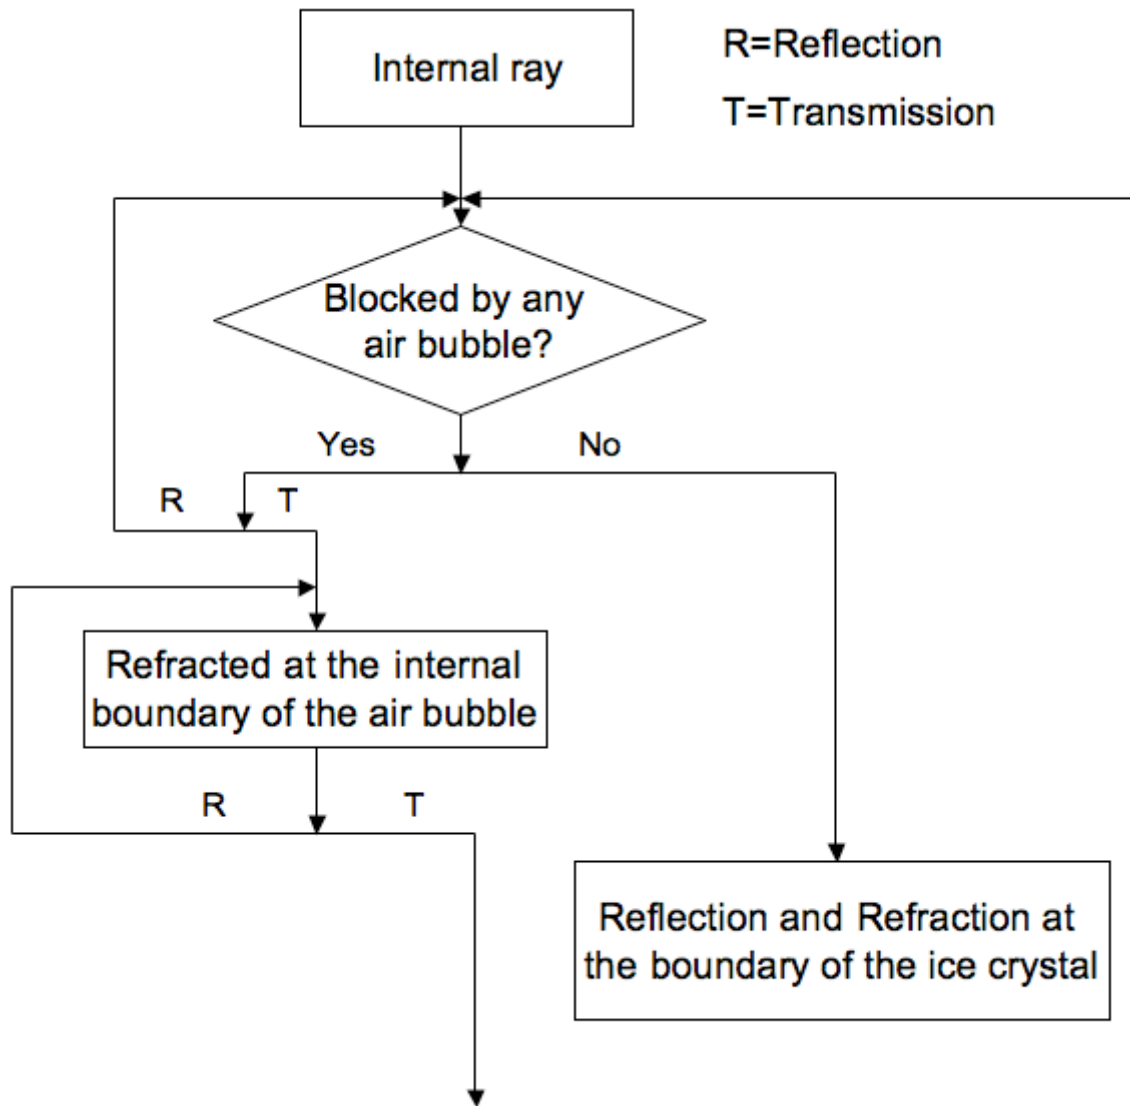 Internal ray
R=Reflection
T=Transmission
Blocked by any
air bubble?
Yes
No
R
T
Refracted at the internal
boundary of the air bubble
R
T
Reflection and Refraction at
the boundary of the ice crystal